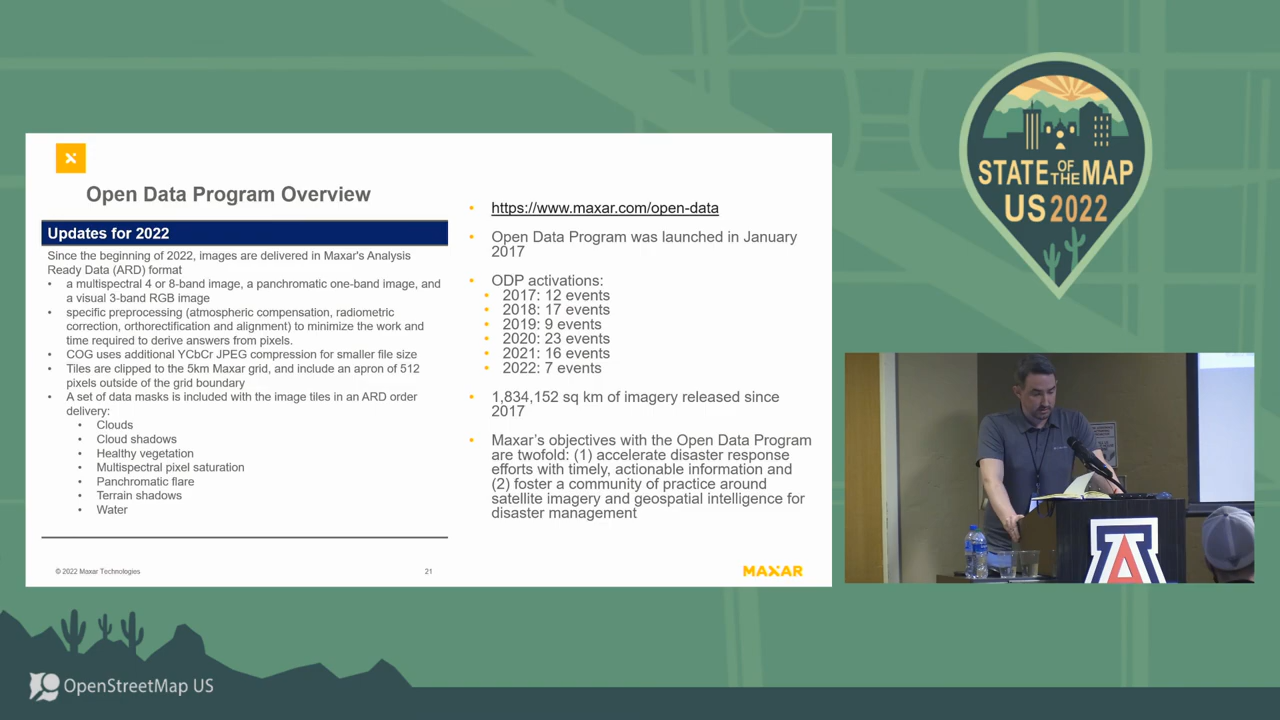 Open Data Program Overview
Updates for 2022
Since the beginning of 2022, images are delivered in Maxar's Analysis
Ready Data (ARD) format
• a multispectral 4 or 8-band image, a panchromatic one-band image, and
a visual 3-band RGB image
• specific preprocessing (atmospheric compensation, radiometric
correction, orthorectification and alignment) to minimize the work and
time required to derive answers from pixels.
• COG uses additional YCbCr JPEG compression for smaller file size
• Tiles are clipped to the 5km Maxar grid, and include an apron of 512
pixels outside of the grid boundary
• A set of data masks is included with the image tiles in an ARD order
delivery:
• Clouds
• Cloud shadows
• Healthy vegetation
• Multispectral pixel saturation
• Panchromatic flare
• Terrain shadows
• Water
• https://www.maxar.com/open-data
• Open Data Program was launched in January
2017
• ODP activations:
• 2017: 12 events
• 2018: 17 events
• 2019: 9 events
• 2020: 23 events
• 2021: 16 events
• 2022: 7 events
• 1,834,152 sq km of imagery released since
2017
• Maxar's objectives with the Open Data Program
are twofold: (1) accelerate disaster response
efforts with timely, actionable information and
(2) foster a community of practice around
satellite imagery and geospatial intelligence for
disaster management
© 2022 Maxar Technologies
21
MAXAR
STATE OF THE MAP
US 2022
A
OpenStreetMap US